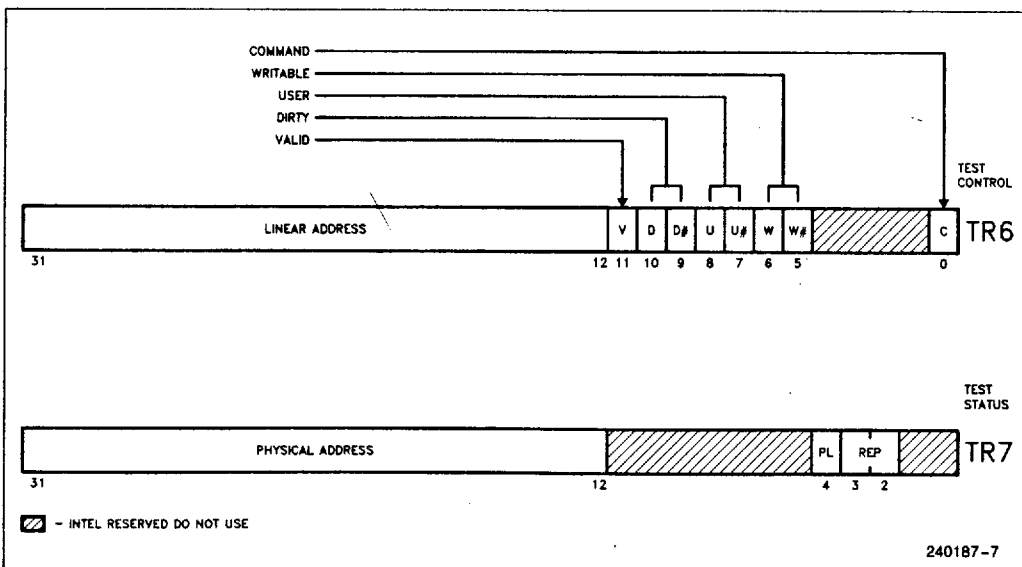 COMMAND
WRITABLE
USER
DIRTY
VALID
TEST
CONTROL
LINEAR ADDRESS V D D# U U# W W# C TR6
31 12 11 10 9 8 7 6 5 0
TEST
STATUS
PHYSICAL ADDRESS PL REP TR7
31 12 4 3 2
- INTEL RESERVED DO NOT USE
240187-7